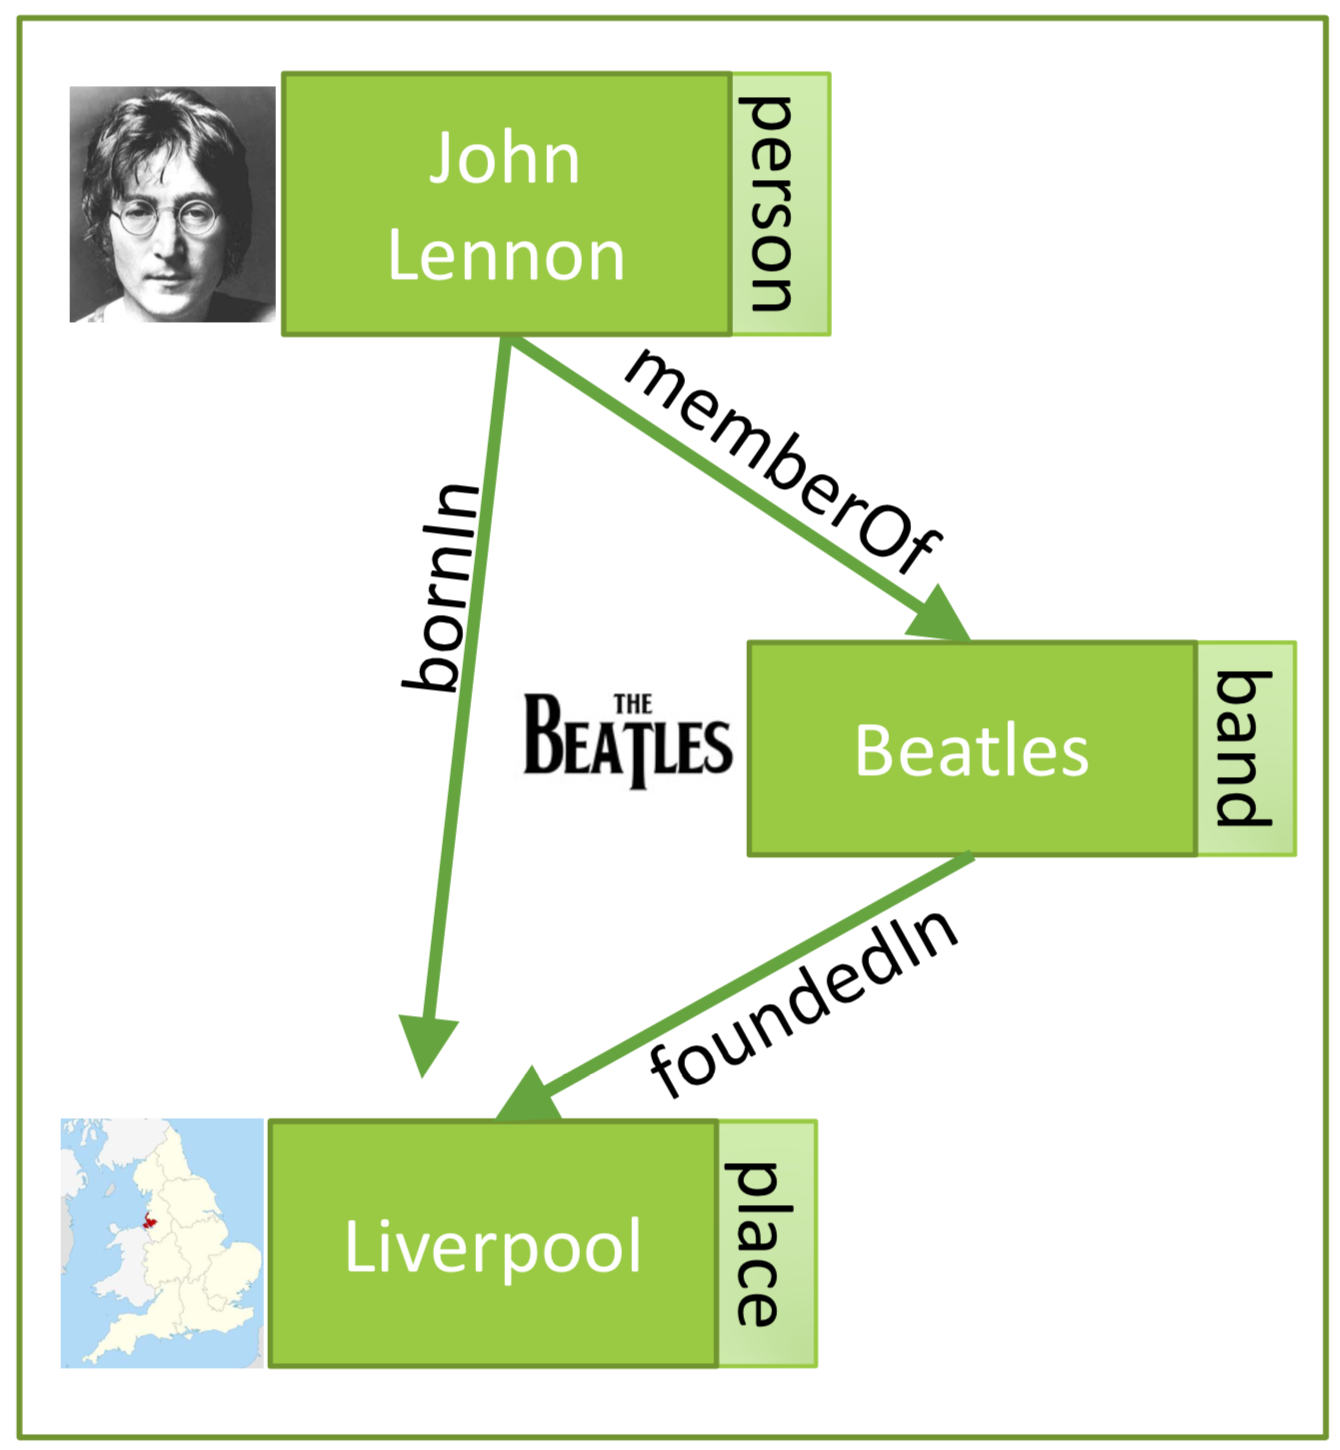 John
Lennon
person
memberOf
bornIn
THE
BEATLES
Beatles
band
foundedIn
Liverpool
place